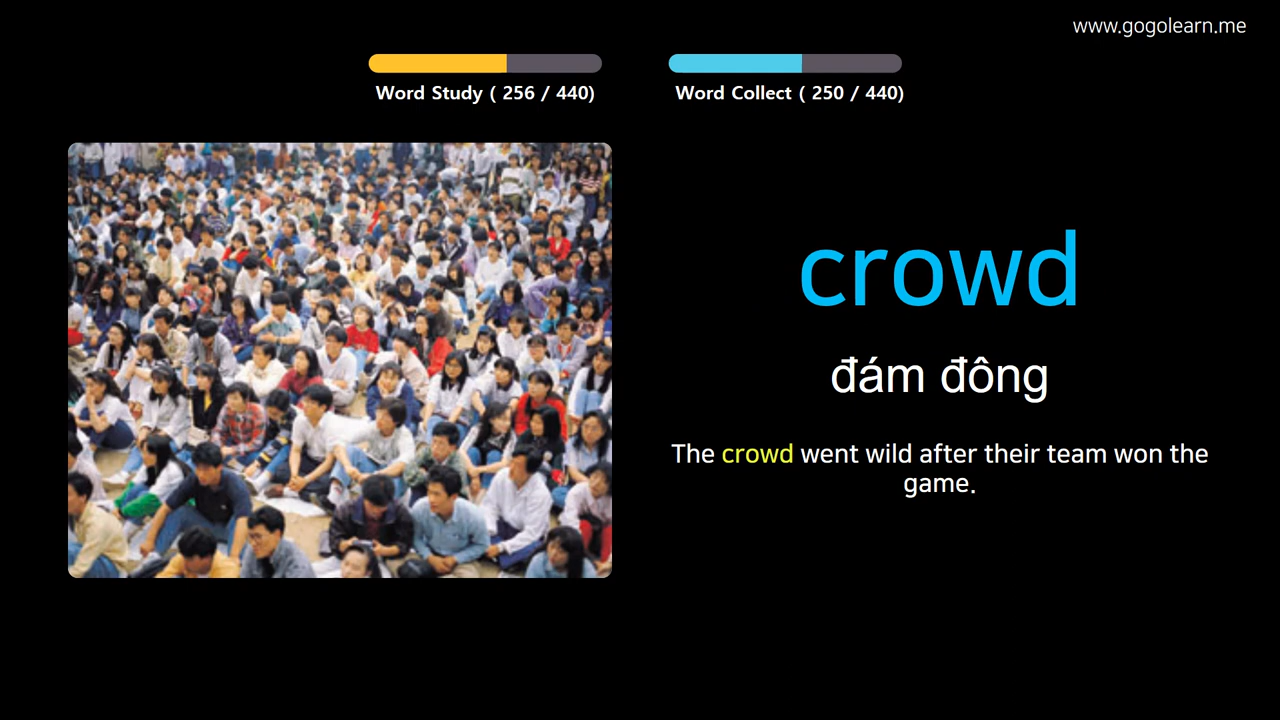 www.gogolearn.me
Word Study ( 256 / 440)
Word Collect ( 250 / 440)
crowd
đám đông
The crowd went wild after their team won the
game.